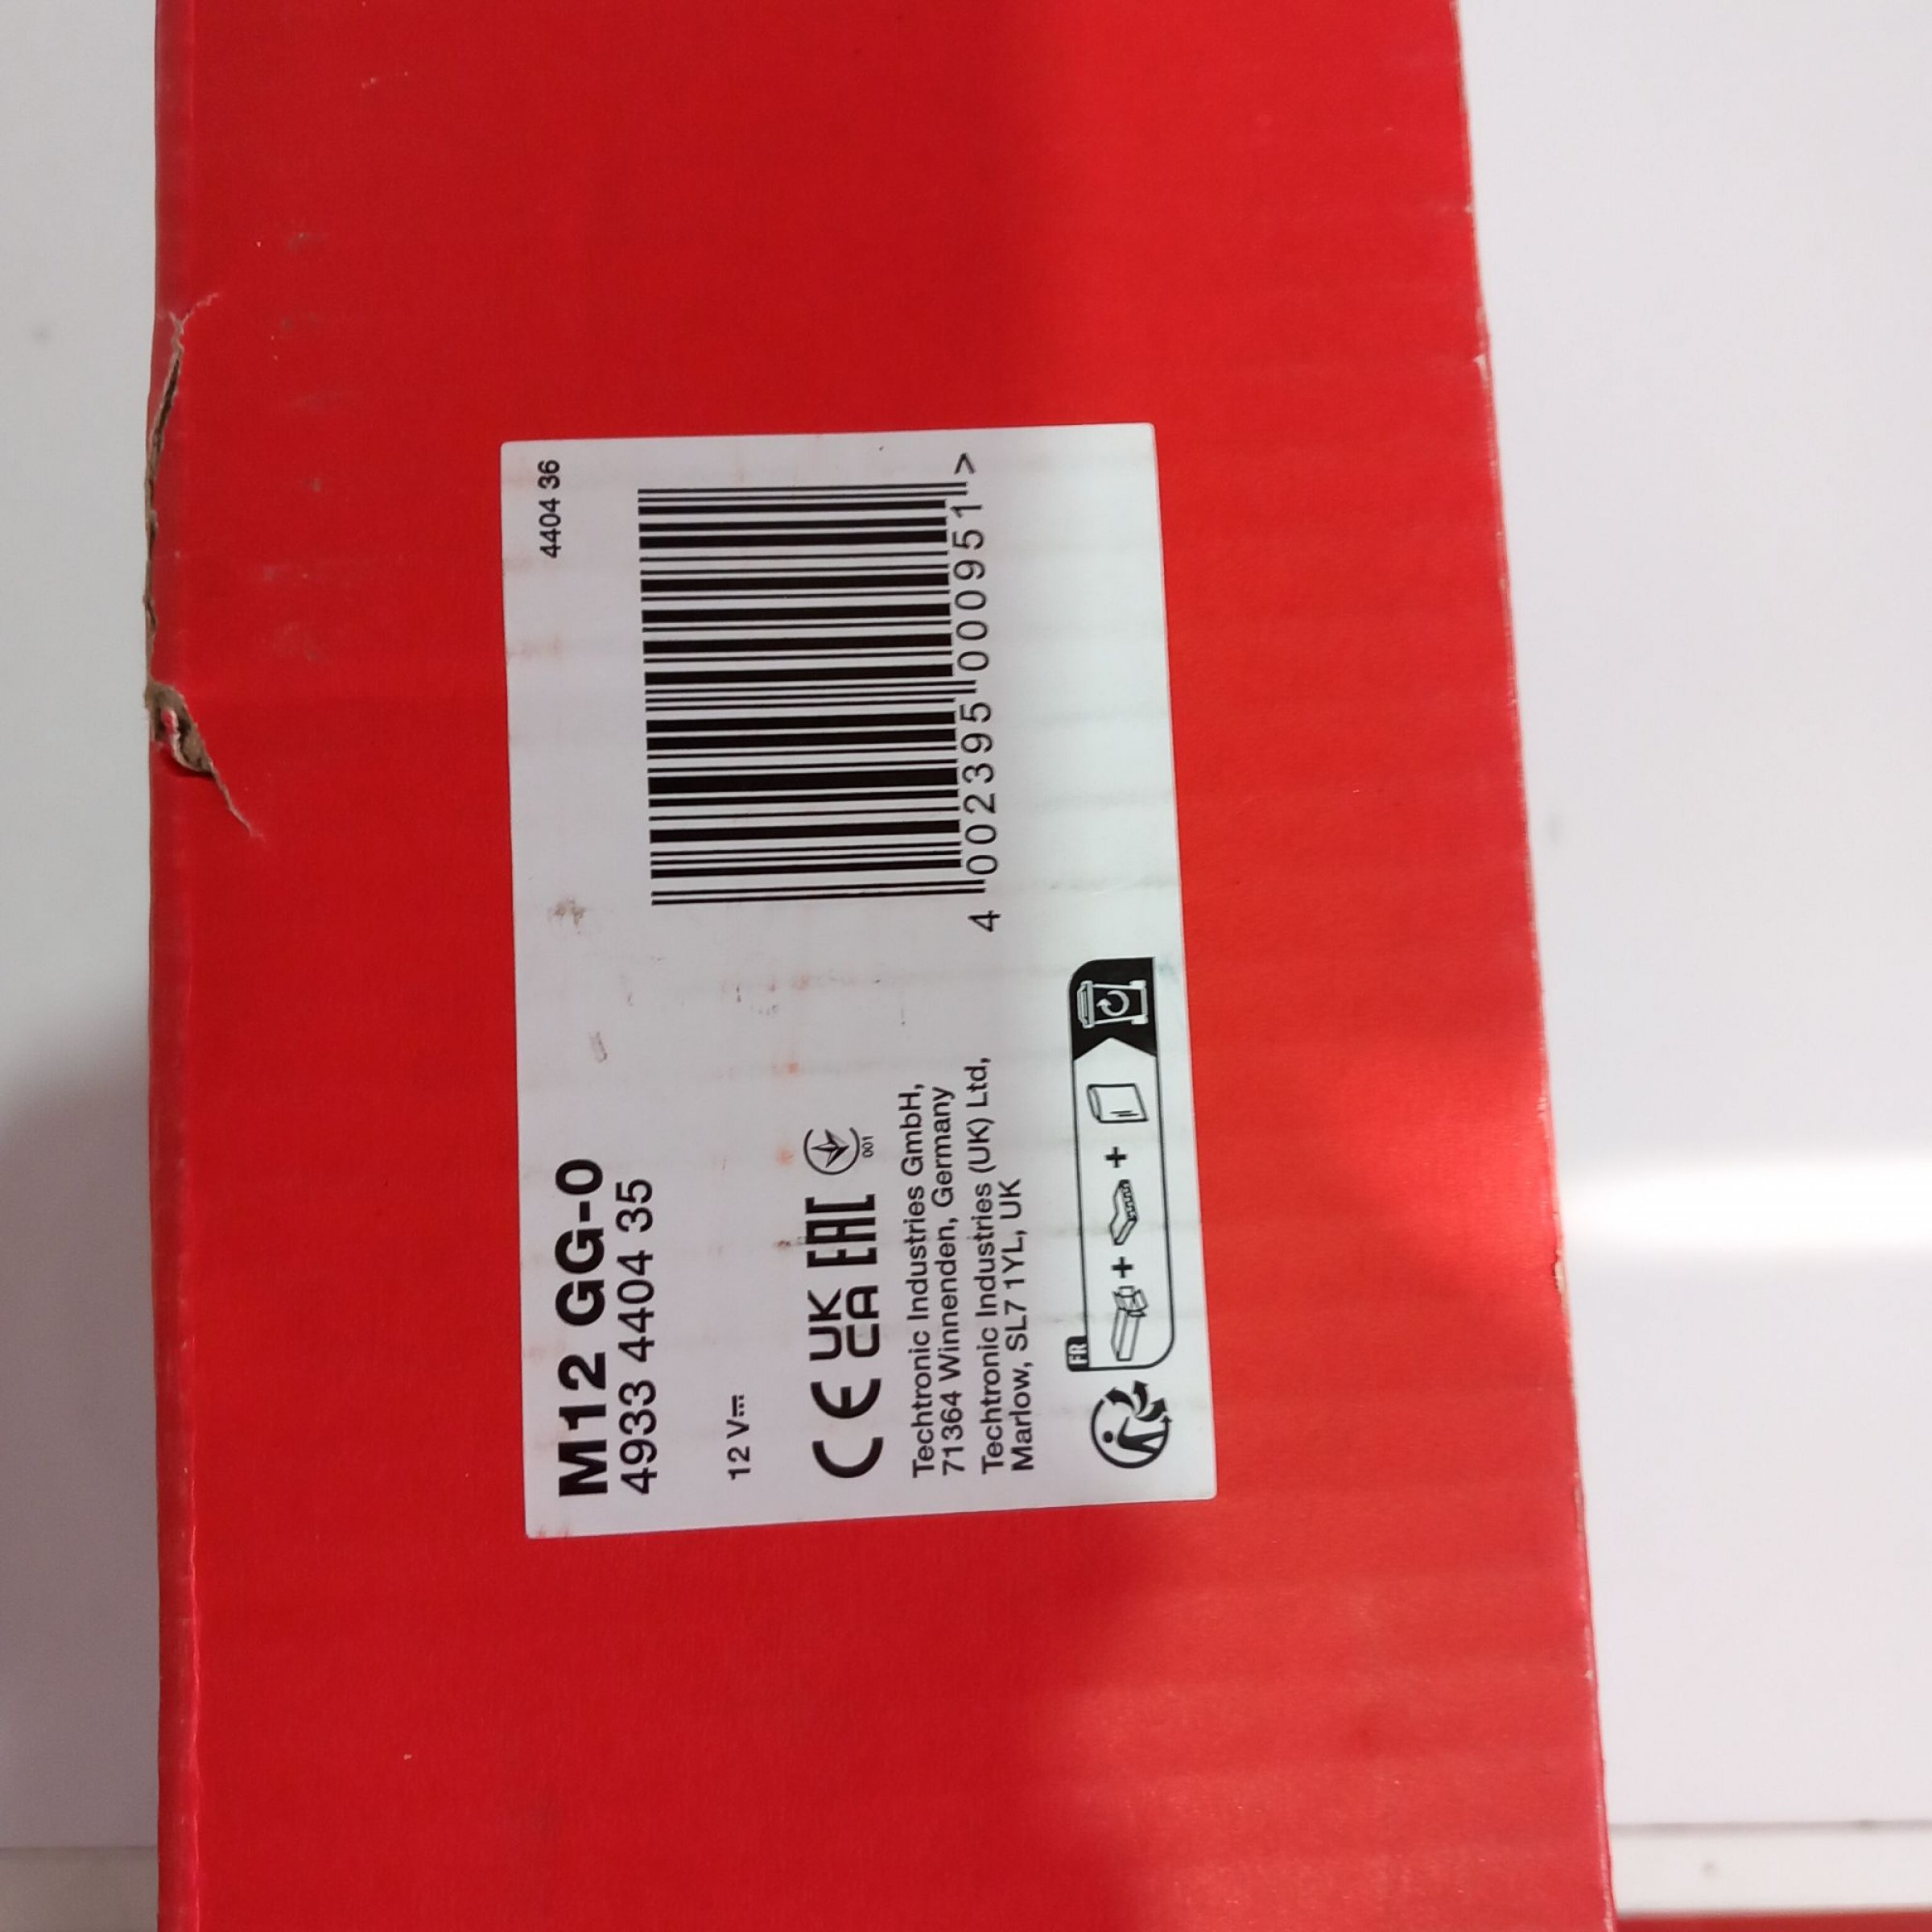 M12 GG-0
4933 4404 35
4404 36
12 V⎓
CE UK CA EAC
001
4 002395 000951 >
Techtronic Industries GmbH,
71364 Winnenden, Germany
Techtronic Industries (UK) Ltd,
Marlow, SL7 1YL, UK
FR
+ +